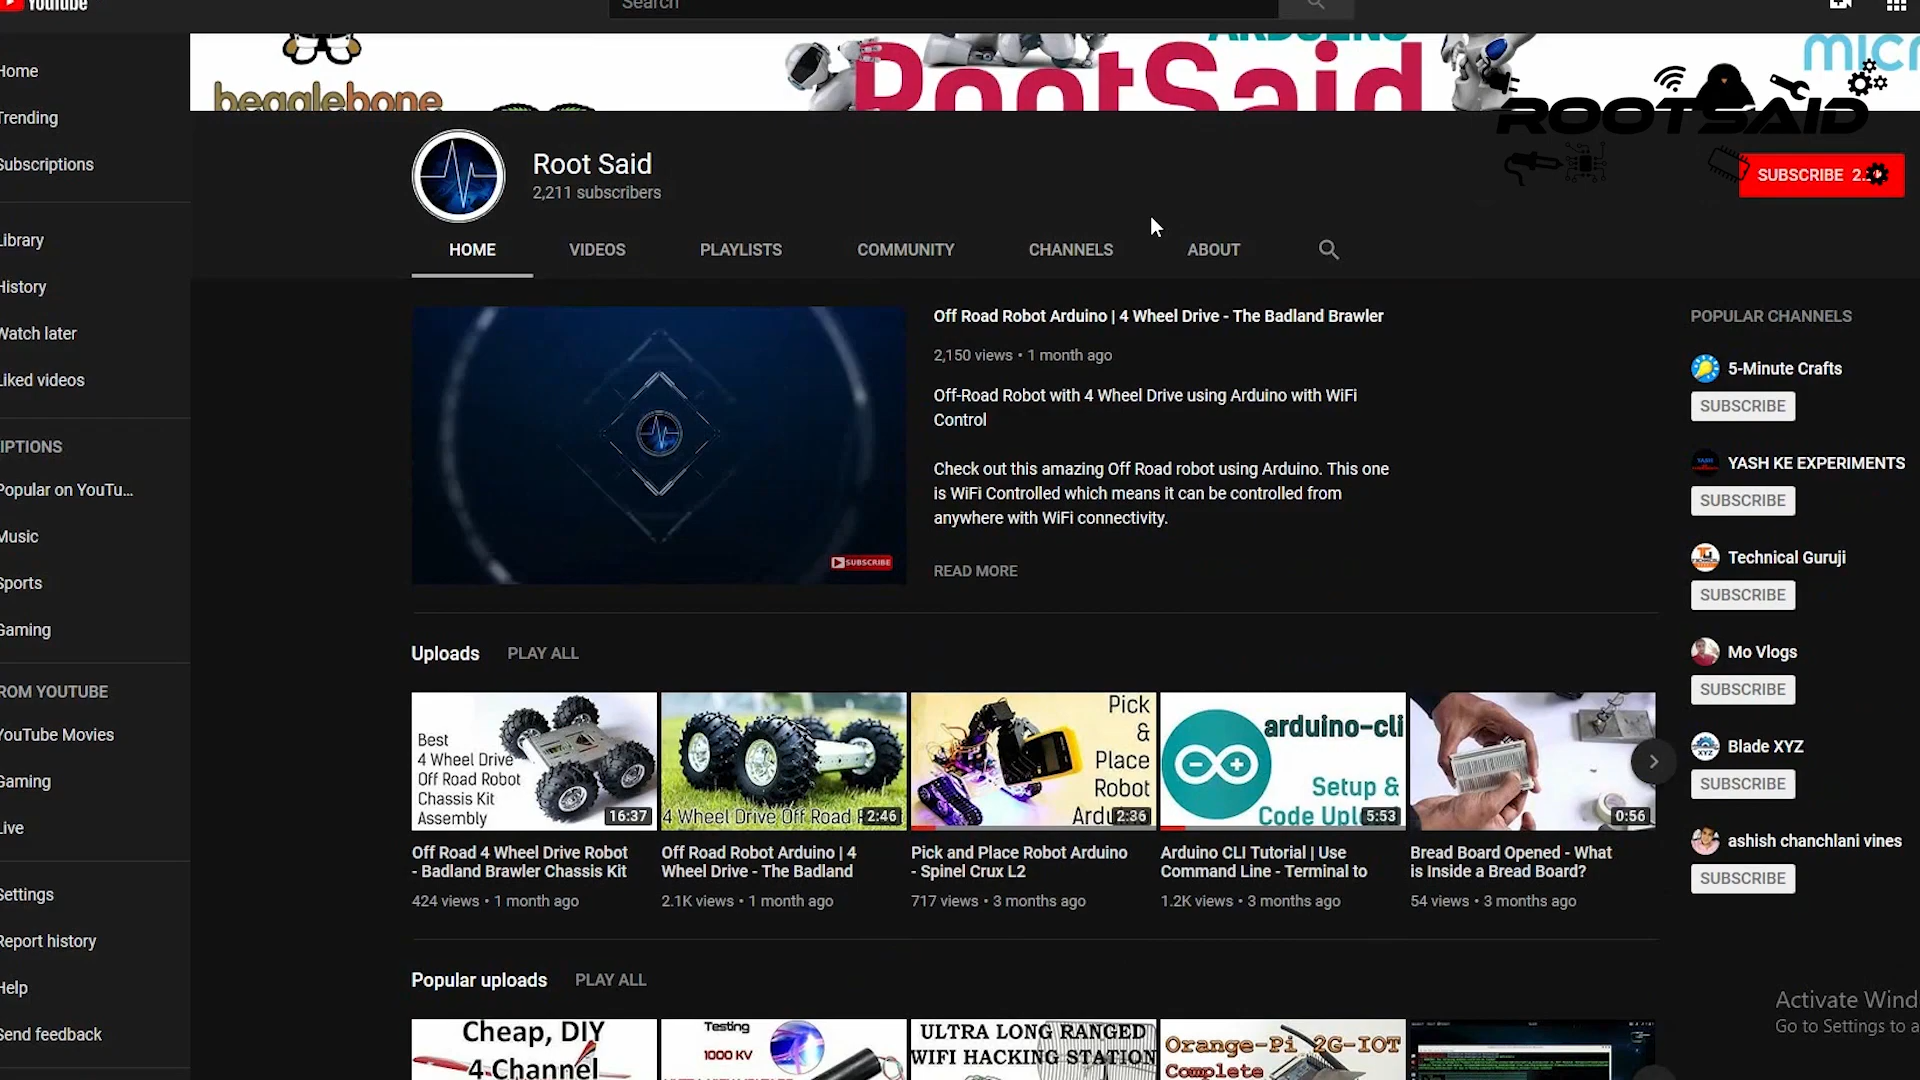 YouTube
Search
beaglebone
ARDUINO
RootSaid
ROOTSAID
Home
Trending
Subscriptions
Library
History
Watch later
Liked videos
IPTIONS
Popular on YouTu...
Music
Sports
Gaming
ROM YOUTUBE
YouTube Movies
Gaming
Live
Settings
Report history
Help
Send feedback
Root Said
2,211 subscribers
SUBSCRIBE
HOME
VIDEOS
PLAYLISTS
COMMUNITY
CHANNELS
ABOUT
SUBSCRIBE
Off Road Robot Arduino | 4 Wheel Drive - The Badland Brawler
2,150 views • 1 month ago
Off-Road Robot with 4 Wheel Drive using Arduino with WiFi
Control
Check out this amazing Off Road robot using Arduino. This one
is WiFi Controlled which means it can be controlled from
anywhere with WiFi connectivity.
READ MORE
Uploads PLAY ALL
Best
4 Wheel Drive
Off Road Robot
Chassis Kit
Assembly
16:37
Off Road 4 Wheel Drive Robot
- Badland Brawler Chassis Kit
424 views • 1 month ago
4 Wheel Drive Off Road
2:46
Off Road Robot Arduino | 4
Wheel Drive - The Badland
2.1K views • 1 month ago
Pick
&
Place
Robot
2:36
Pick and Place Robot Arduino
- Spinel Crux L2
717 views • 3 months ago
arduino-cli
Setup &
Code
5:53
Arduino CLI Tutorial | Use
Command Line - Terminal to
1.2K views • 3 months ago
0:56
Bread Board Opened - What
is Inside a Bread Board?
54 views • 3 months ago
Popular uploads PLAY ALL
Cheap, DIY
4 Channel
Testing
1000 KV
ULTRA LONG RANGED
WIFI HACKING STATION
Orange-Pi 2G-IOT
Complete
POPULAR CHANNELS
5-Minute Crafts
SUBSCRIBE
YASH KE EXPERIMENTS
SUBSCRIBE
Technical Guruji
SUBSCRIBE
Mo Vlogs
SUBSCRIBE
Blade XYZ
SUBSCRIBE
ashish chanchlani vines
SUBSCRIBE
Activate Wind
Go to Settings to a